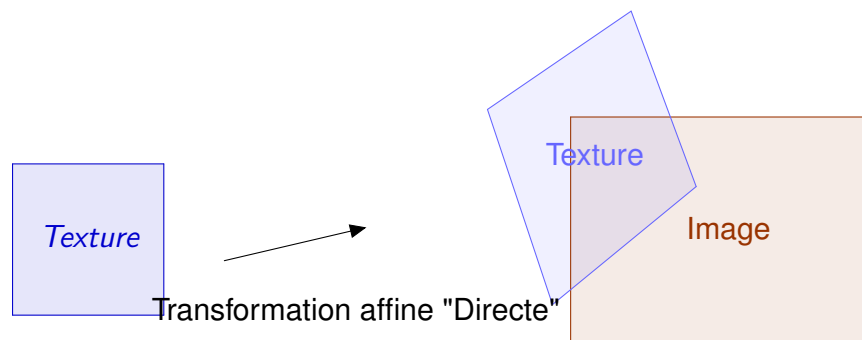 Texture
Texture
Image
Transformation affine "Directe"